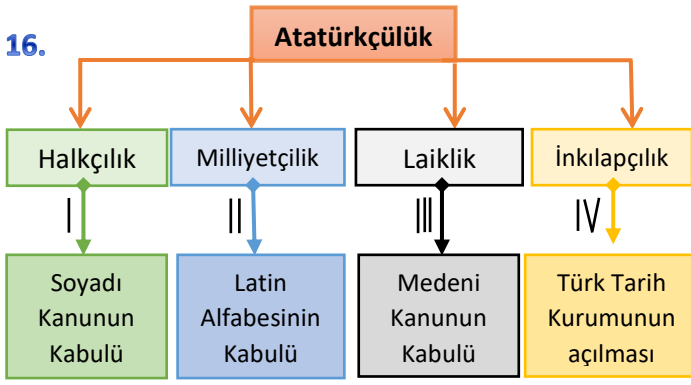 16.
Atatürkçülük
Halkçılık
Milliyetçilik
Laiklik
İnkılapçılık
I
II
III
IV
Soyadı
Kanunun
Kabulü
Latin
Alfabesinin
Kabulü
Medeni
Kanunun
Kabulü
Türk Tarih
Kurumunun
açılması